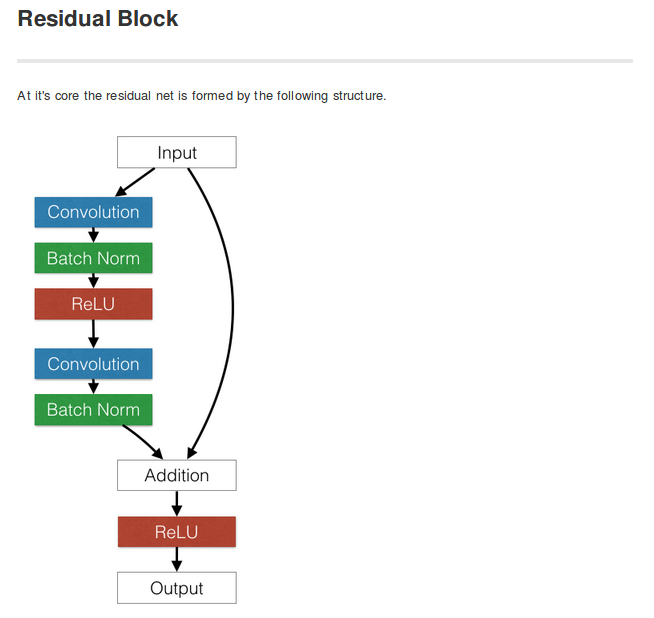 Residual Block
At it's core the residual net is formed by the following structure.
Input
Convolution
Batch Norm
ReLU
Convolution
Batch Norm
Addition
ReLU
Output